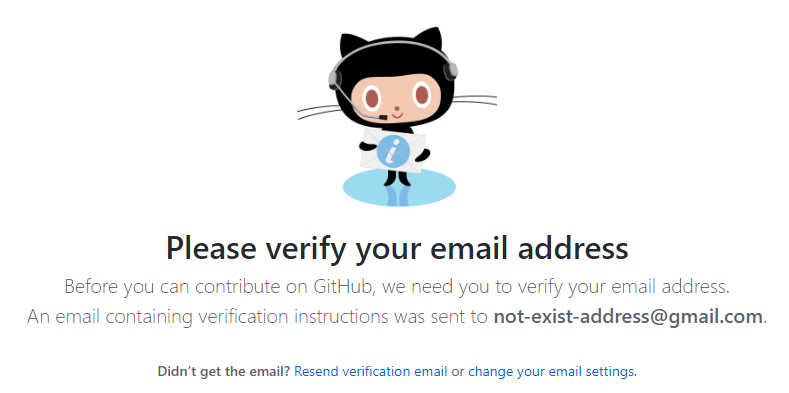 i
Please verify your email address
Before you can contribute on GitHub, we need you to verify your email address.
An email containing verification instructions was sent to not-exist-address@gmail.com.
Didn’t get the email? Resend verification email or change your email settings.